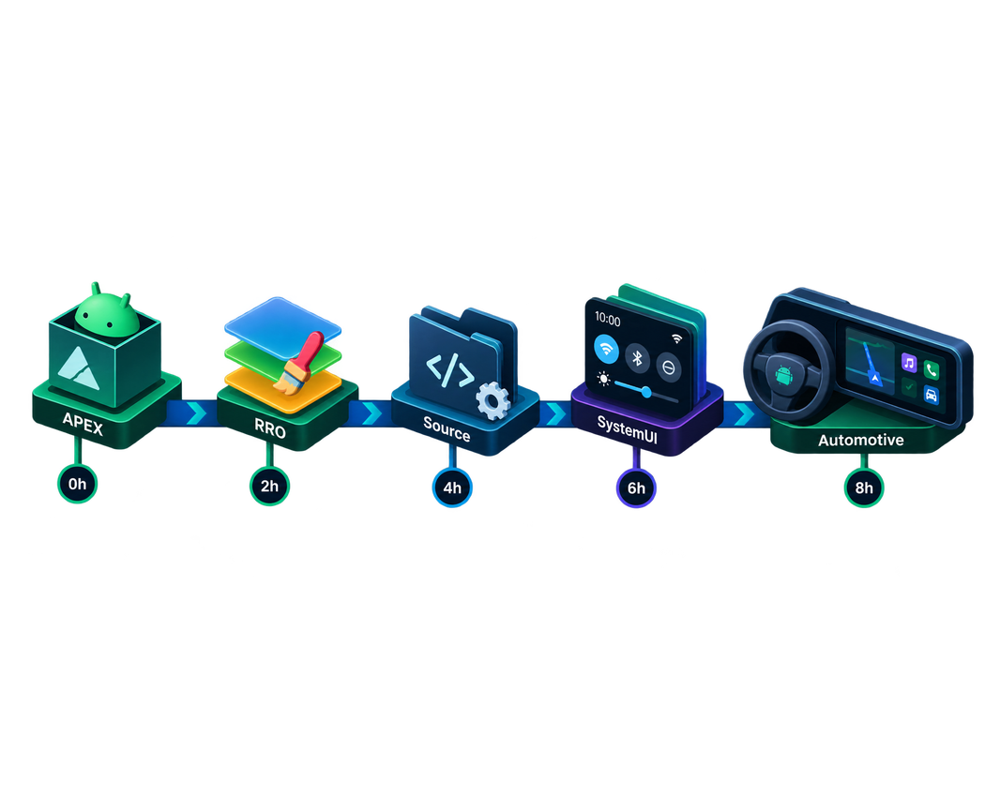 10:00
APEX
RRO
Source
SystemUI
Automotive
0h
2h
4h
6h
8h